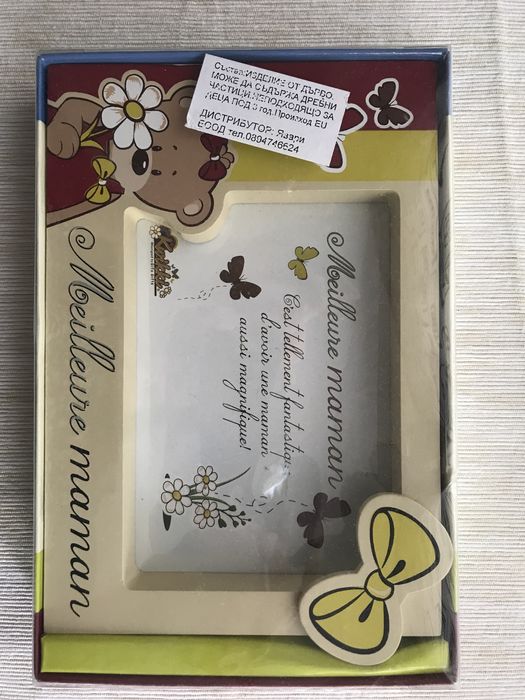 Състав:ИЗДЕЛИЕ ОТ ДЪРВО,
МОЖЕ ДА СЪДЪРЖА ДРЕБНИ
ЧАСТИЦИ,НЕПОДХОДЯЩО ЗА
ДЕЦА ПОД 3 год.Произход EU
ДИСТРИБУТОР: Явари
ЕООД тел.0894746624
Meilleure maman
C'est tellement fantastique
d'avoir une maman
aussi magnifique!
Meilleure maman